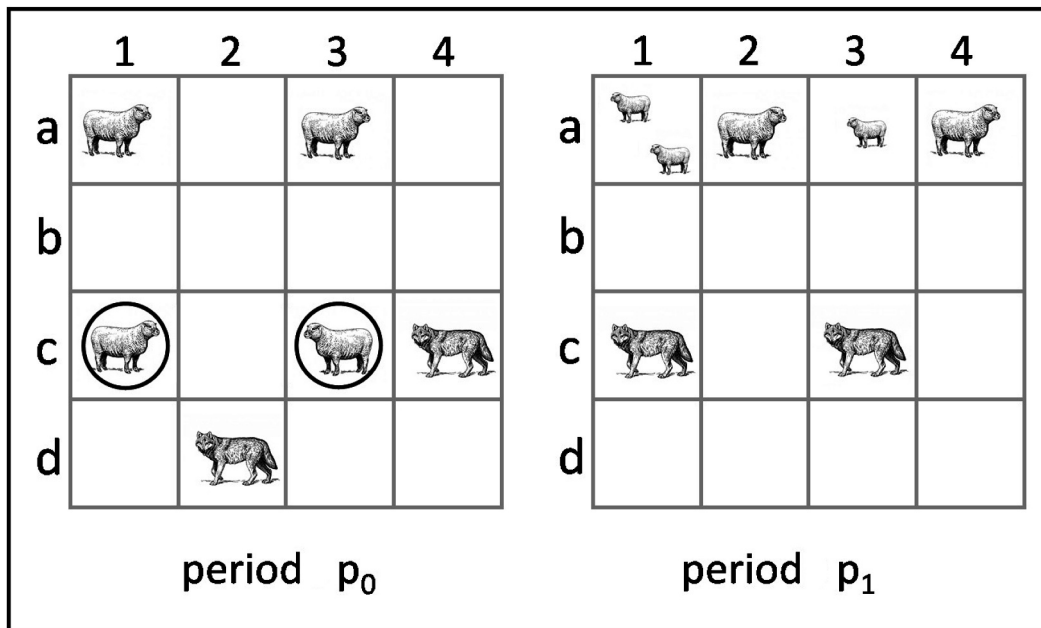 1 2 3 4 1 2 3 4
a a
b b
c c
d d
period p₀ period p₁